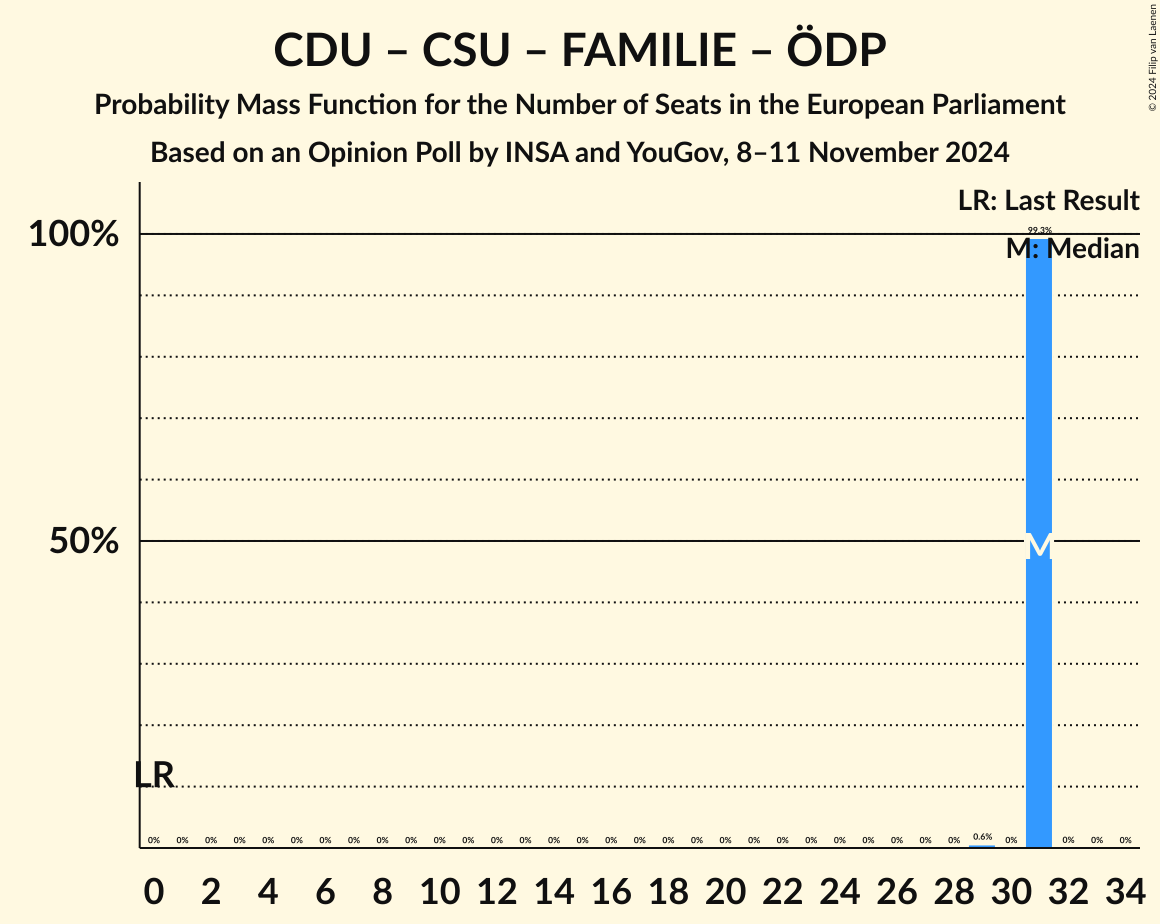 CDU – CSU – FAMILIE – ÖDP
Probability Mass Function for the Number of Seats in the European Parliament
Based on an Opinion Poll by INSA and YouGov, 8–11 November 2024
© 2024 Filip van Laenen
LR: Last Result
M: Median
100%
50%
99.3%
M
LR
0% 0% 0% 0% 0% 0% 0% 0% 0% 0% 0% 0% 0% 0% 0% 0% 0% 0% 0% 0% 0% 0% 0% 0% 0% 0% 0% 0% 0% 0.6% 0% 0% 0% 0%
0 2 4 6 8 10 12 14 16 18 20 22 24 26 28 30 32 34